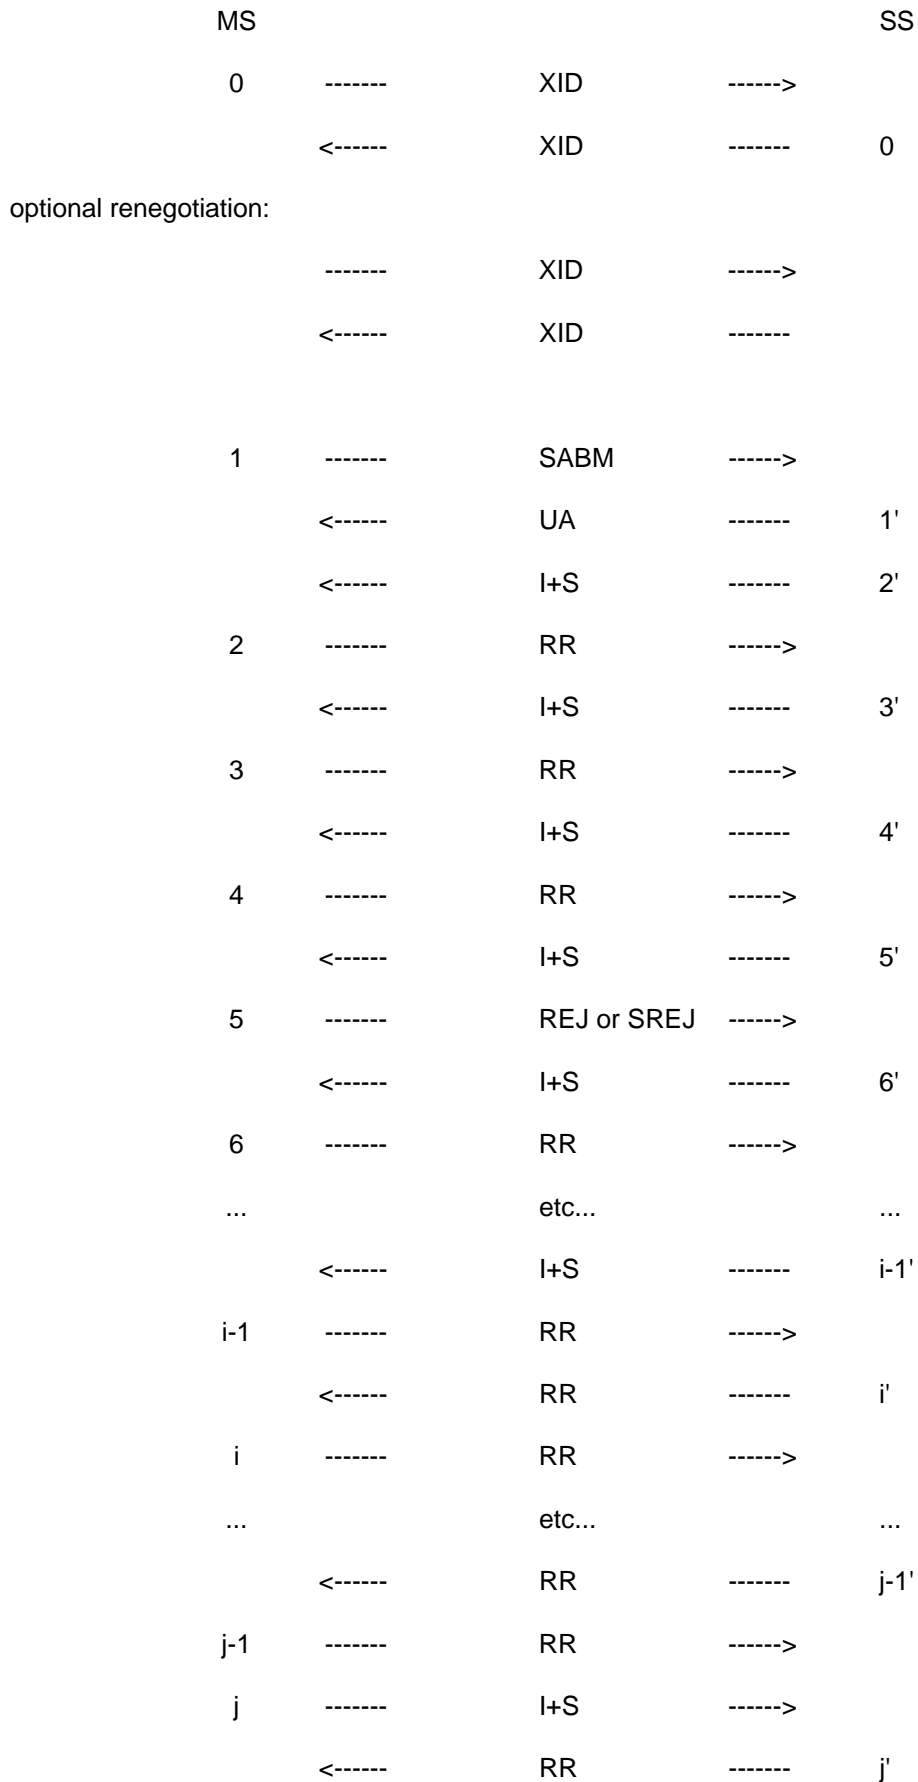 MS SS
0 ------- XID ------>
<------ XID ------- 0
optional renegotiation:
------- XID ------>
<------ XID -------
1 ------- SABM ------>
<------ UA ------- 1'
<------ I+S ------- 2'
2 ------- RR ------>
<------ I+S ------- 3'
3 ------- RR ------>
<------ I+S ------- 4'
4 ------- RR ------>
<------ I+S ------- 5'
5 ------- REJ or SREJ ------>
<------ I+S ------- 6'
6 ------- RR ------>
... etc... ...
<------ I+S ------- i-1'
i-1 ------- RR ------>
<------ RR ------- i'
i ------- RR ------>
... etc... ...
<------ RR ------- j-1'
j-1 ------- RR ------>
j ------- I+S ------>
<------ RR ------- j'